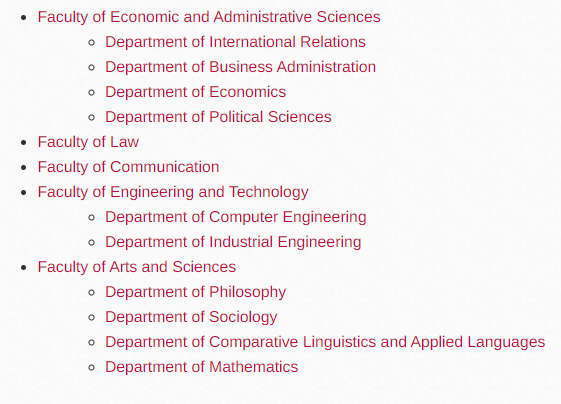 Faculty of Economic and Administrative Sciences
Department of International Relations
Department of Business Administration
Department of Economics
Department of Political Sciences
Faculty of Law
Faculty of Communication
Faculty of Engineering and Technology
Department of Computer Engineering
Department of Industrial Engineering
Faculty of Arts and Sciences
Department of Philosophy
Department of Sociology
Department of Comparative Linguistics and Applied Languages
Department of Mathematics